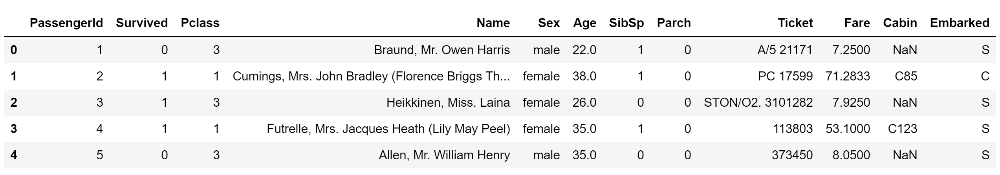 PassengerId Survived Pclass Name Sex Age SibSp Parch Ticket Fare Cabin Embarked
0 1 0 3 Braund, Mr. Owen Harris male 22.0 1 0 A/5 21171 7.2500 NaN S
1 2 1 1 Cumings, Mrs. John Bradley (Florence Briggs Th... female 38.0 1 0 PC 17599 71.2833 C85 C
2 3 1 3 Heikkinen, Miss. Laina female 26.0 0 0 STON/O2. 3101282 7.9250 NaN S
3 4 1 1 Futrelle, Mrs. Jacques Heath (Lily May Peel) female 35.0 1 0 113803 53.1000 C123 S
4 5 0 3 Allen, Mr. William Henry male 35.0 0 0 373450 8.0500 NaN S